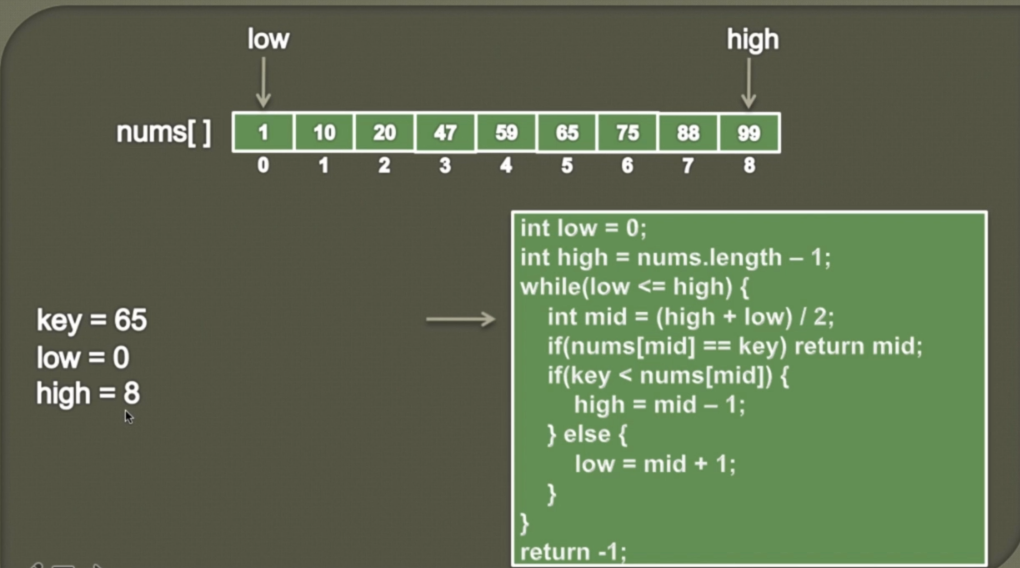 low high
nums[ ] 1 10 20 47 59 65 75 88 99
0 1 2 3 4 5 6 7 8
key = 65
low = 0
high = 8
int low = 0;
int high = nums.length – 1;
while(low <= high) {
int mid = (high + low) / 2;
if(nums[mid] == key) return mid;
if(key < nums[mid]) {
high = mid – 1;
} else {
low = mid + 1;
}
}
return -1;